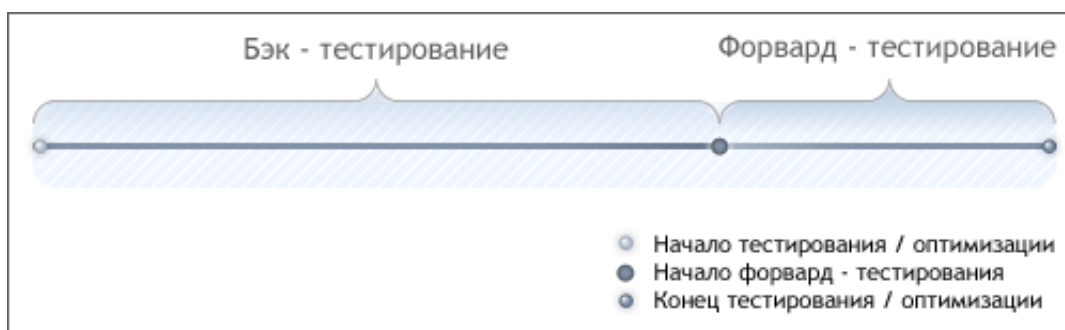 Бэк - тестирование
Форвард - тестирование
Начало тестирования / оптимизации
Начало форвард - тестирования
Конец тестирования / оптимизации